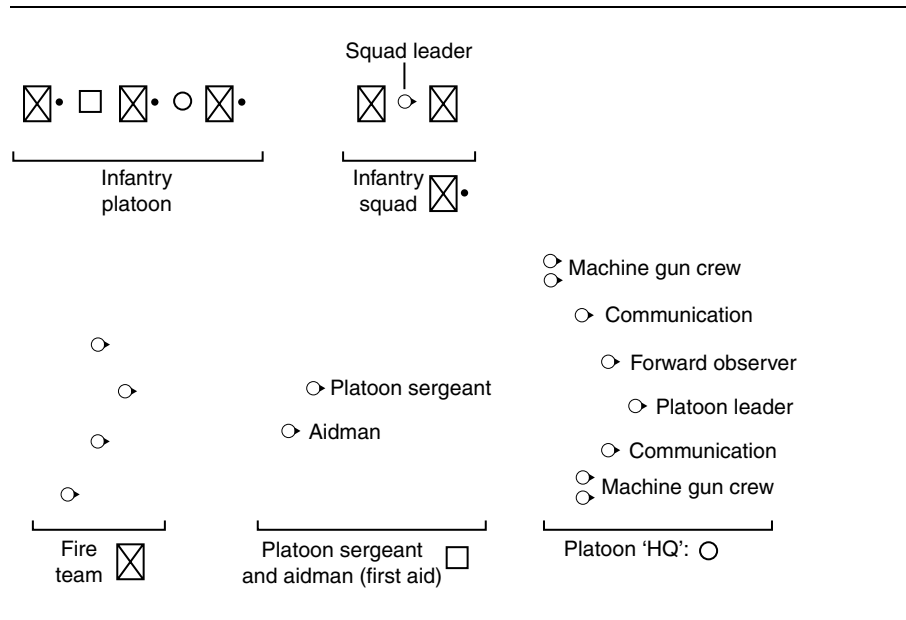 Squad leader
Infantry
platoon
Infantry
squad
Machine gun crew
Communication
Forward observer
Platoon sergeant
Platoon leader
Aidman
Communication
Machine gun crew
Fire
team
Platoon sergeant
and aidman (first aid)
Platoon ‘HQ’: